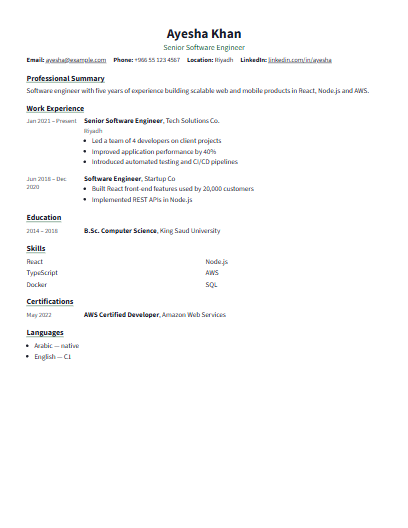 Ayesha Khan
Senior Software Engineer
Email: ayesha@example.com Phone: +966 55 123 4567 Location: Riyadh LinkedIn: linkedin.com/in/ayesha
Professional Summary
Software engineer with five years of experience building scalable web and mobile products in React, Node.js and AWS.
Work Experience
Jan 2021 – Present Senior Software Engineer, Tech Solutions Co.
Riyadh
• Led a team of 4 developers on client projects
• Improved application performance by 40%
• Introduced automated testing and CI/CD pipelines
Jun 2018 – Dec 2020 Software Engineer, Startup Co
• Built React front-end features used by 20,000 customers
• Implemented REST APIs in Node.js
Education
2014 – 2018 B.Sc. Computer Science, King Saud University
Skills
React Node.js
TypeScript AWS
Docker SQL
Certifications
May 2022 AWS Certified Developer, Amazon Web Services
Languages
• Arabic — native
• English — C1